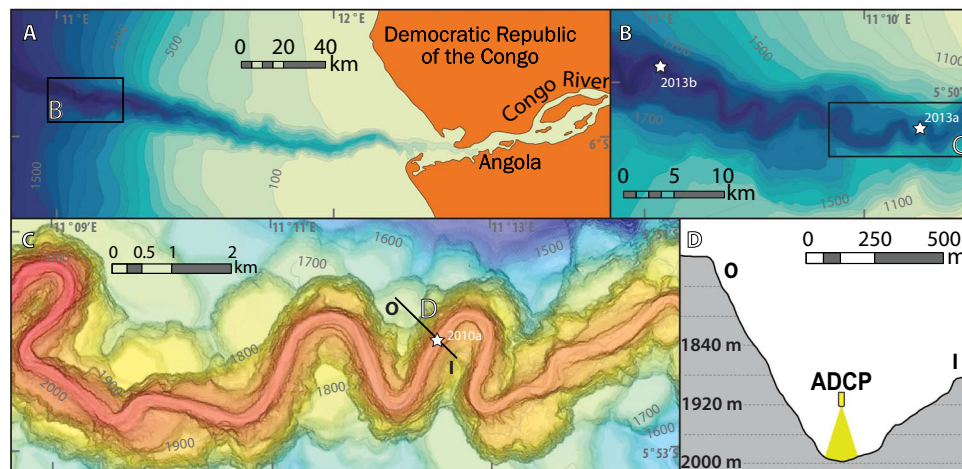 A
11°E
12°E
1000
500
0 20 40
km
Democratic Republic
of the Congo
Congo River
B
Angola
6°S
1500
100
B
11°E
11°10'E
1700
1500
1100
2013b
5°50'
2013a
1700
C
0 5 10
km
1500
1100
C
11°09'E
11°11'E
11°13'E
1600
1500
5°51'S
0 0.5 1 2
km
1700
O
D
2010a
I
1800
1900
2000
1800
1900
1700
1600
5°53'S
D
0 250 500
m
O
1840 m
I
ADCP
1920 m
2000 m